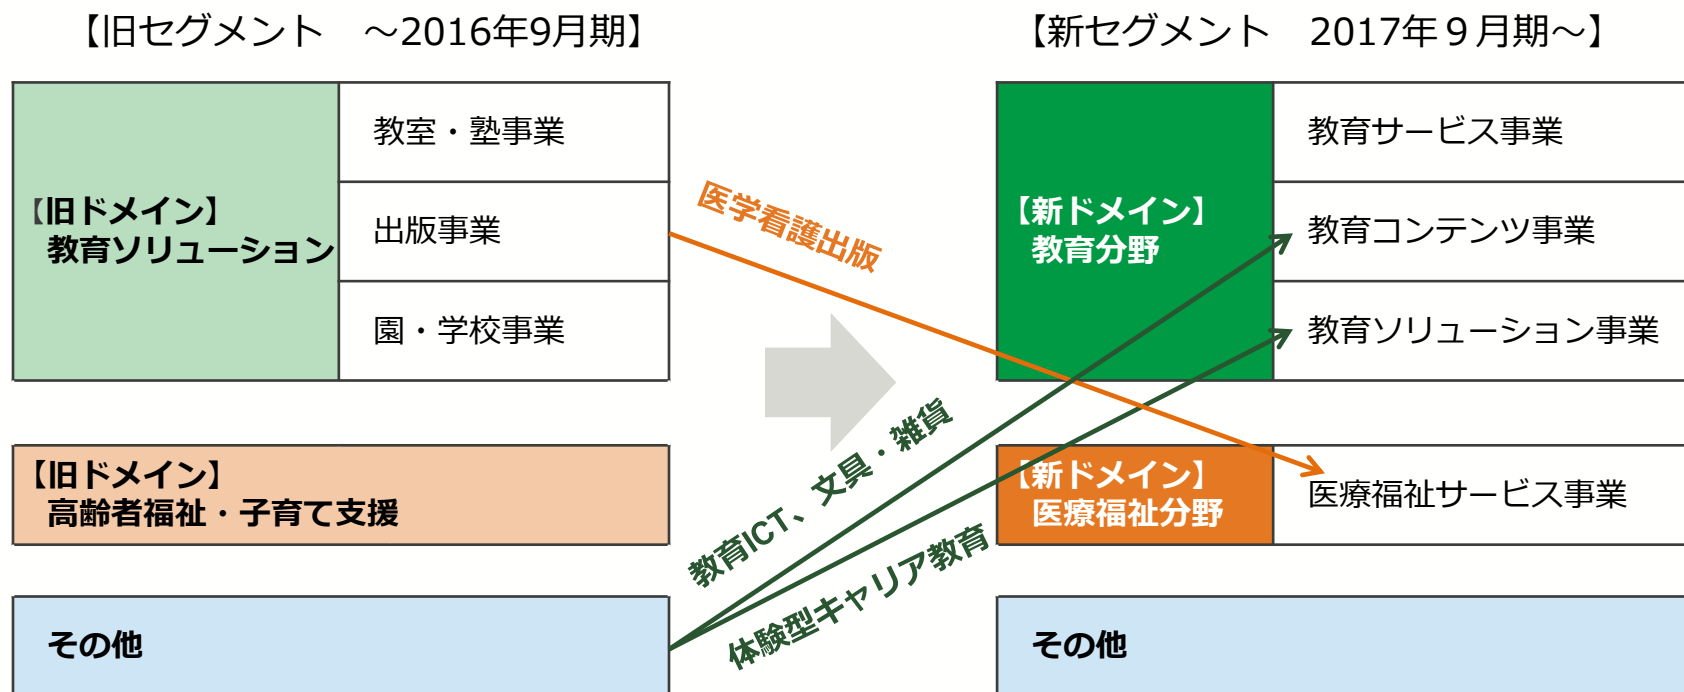 【旧セグメント　～2016年9月期】
【新セグメント　2017年９月期～】
【旧ドメイン】
教育ソリューション
教室・塾事業
出版事業
園・学校事業
【旧ドメイン】
高齢者福祉・子育て支援
その他
医学看護出版
教育ICT、文具・雑貨
体験型キャリア教育
【新ドメイン】
教育分野
教育サービス事業
教育コンテンツ事業
教育ソリューション事業
【新ドメイン】
医療福祉分野
医療福祉サービス事業
その他